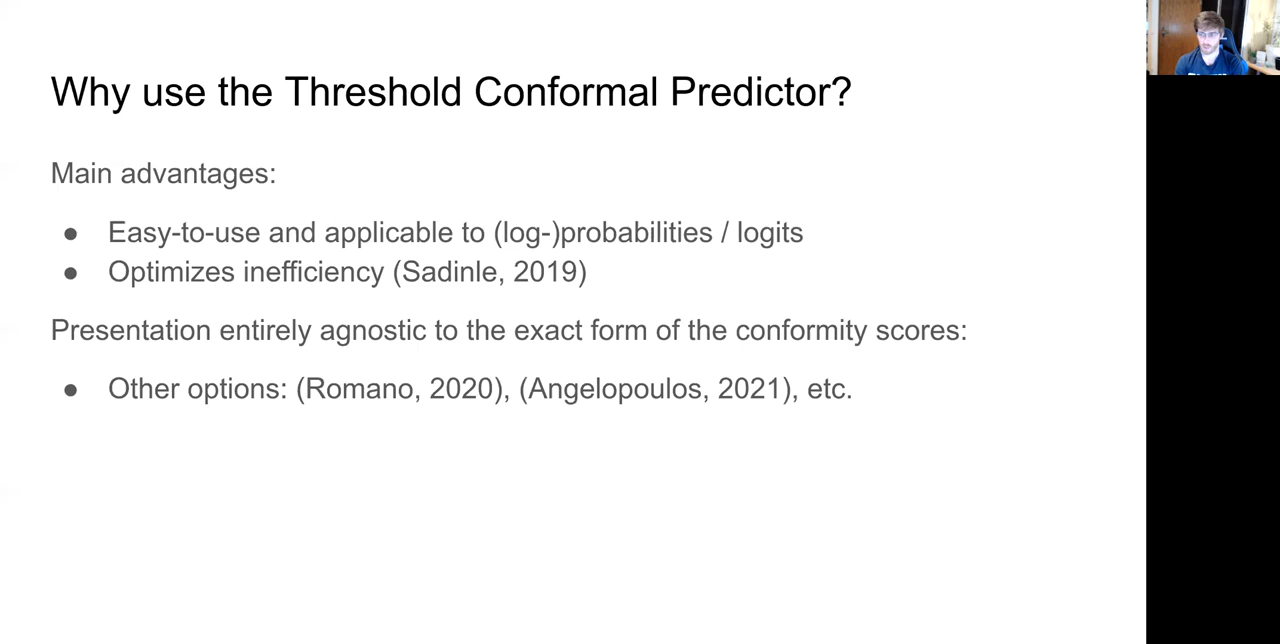 Why use the Threshold Conformal Predictor?
Main advantages:
● Easy-to-use and applicable to (log-)probabilities / logits
● Optimizes inefficiency (Sadinle, 2019)
Presentation entirely agnostic to the exact form of the conformity scores:
● Other options: (Romano, 2020), (Angelopoulos, 2021), etc.